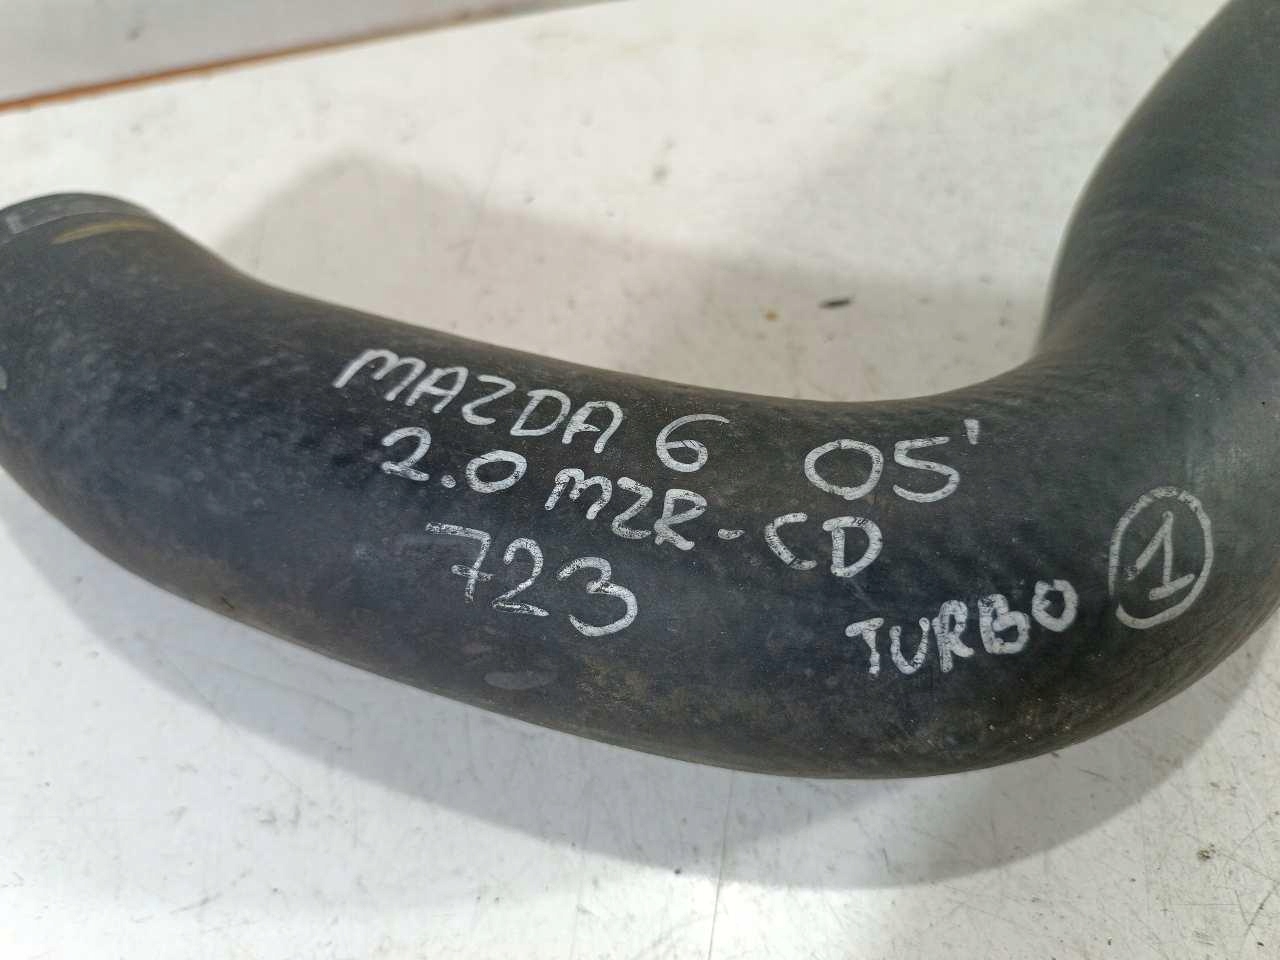 MAZDA 6 05'
2.0 MZR-CD
723
TURBO 1